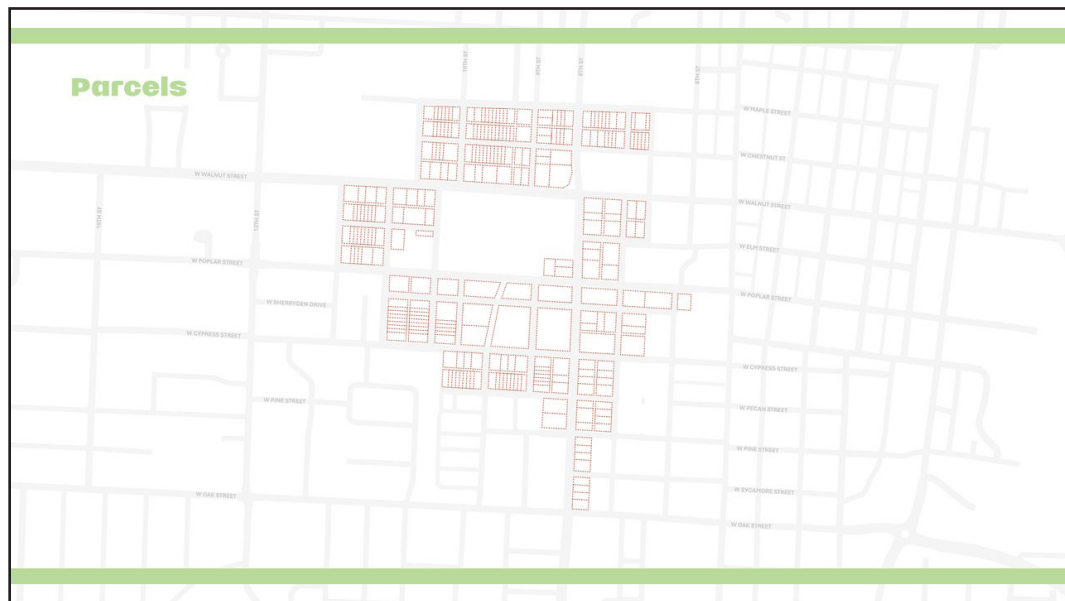 Parcels
W MAPLE STREET
W CHESTNUT ST
W WALNUT STREET
W WALNUT STREET
W ELM STREET
W POPLAR STREET
W POPLAR STREET
W SHERRYDEN DRIVE
W CYPRESS STREET
W CYPRESS STREET
W PINE STREET
W PECAN STREET
W PINE STREET
W OAK STREET
W SYCAMORE STREET
W OAK STREET